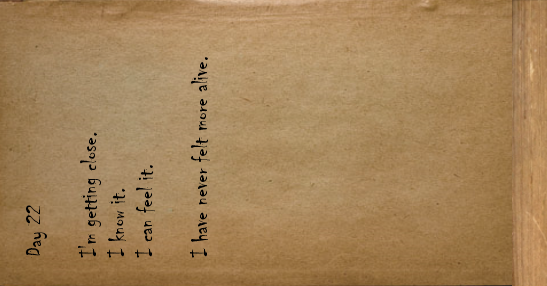 Day 22
I'm getting close.
I know it.
I can feel it.
I have never felt more alive.